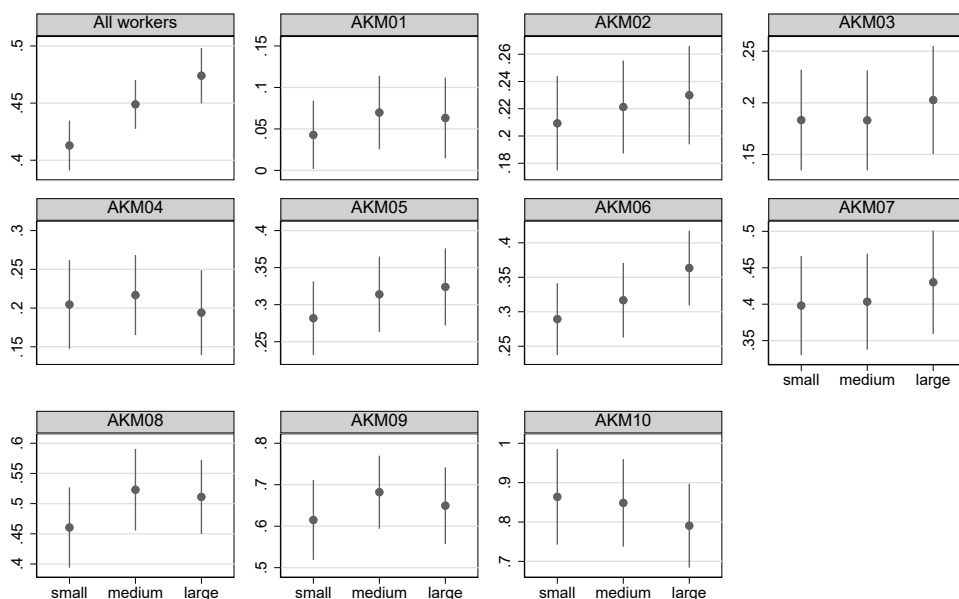 All workers AKM01 AKM02 AKM03
.5 .45 .4
.15 .1 .05 0
.26 .24 .22 .2 .18
.25 .2 .15
AKM04 AKM05 AKM06 AKM07
.3 .25 .2 .15
.4 .35 .3 .25
.4 .35 .3 .25
.5 .45 .4 .35
small medium large
AKM08 AKM09 AKM10
.6 .55 .5 .45 .4
.8 .7 .6 .5
1 .9 .8 .7
small medium large small medium large small medium large